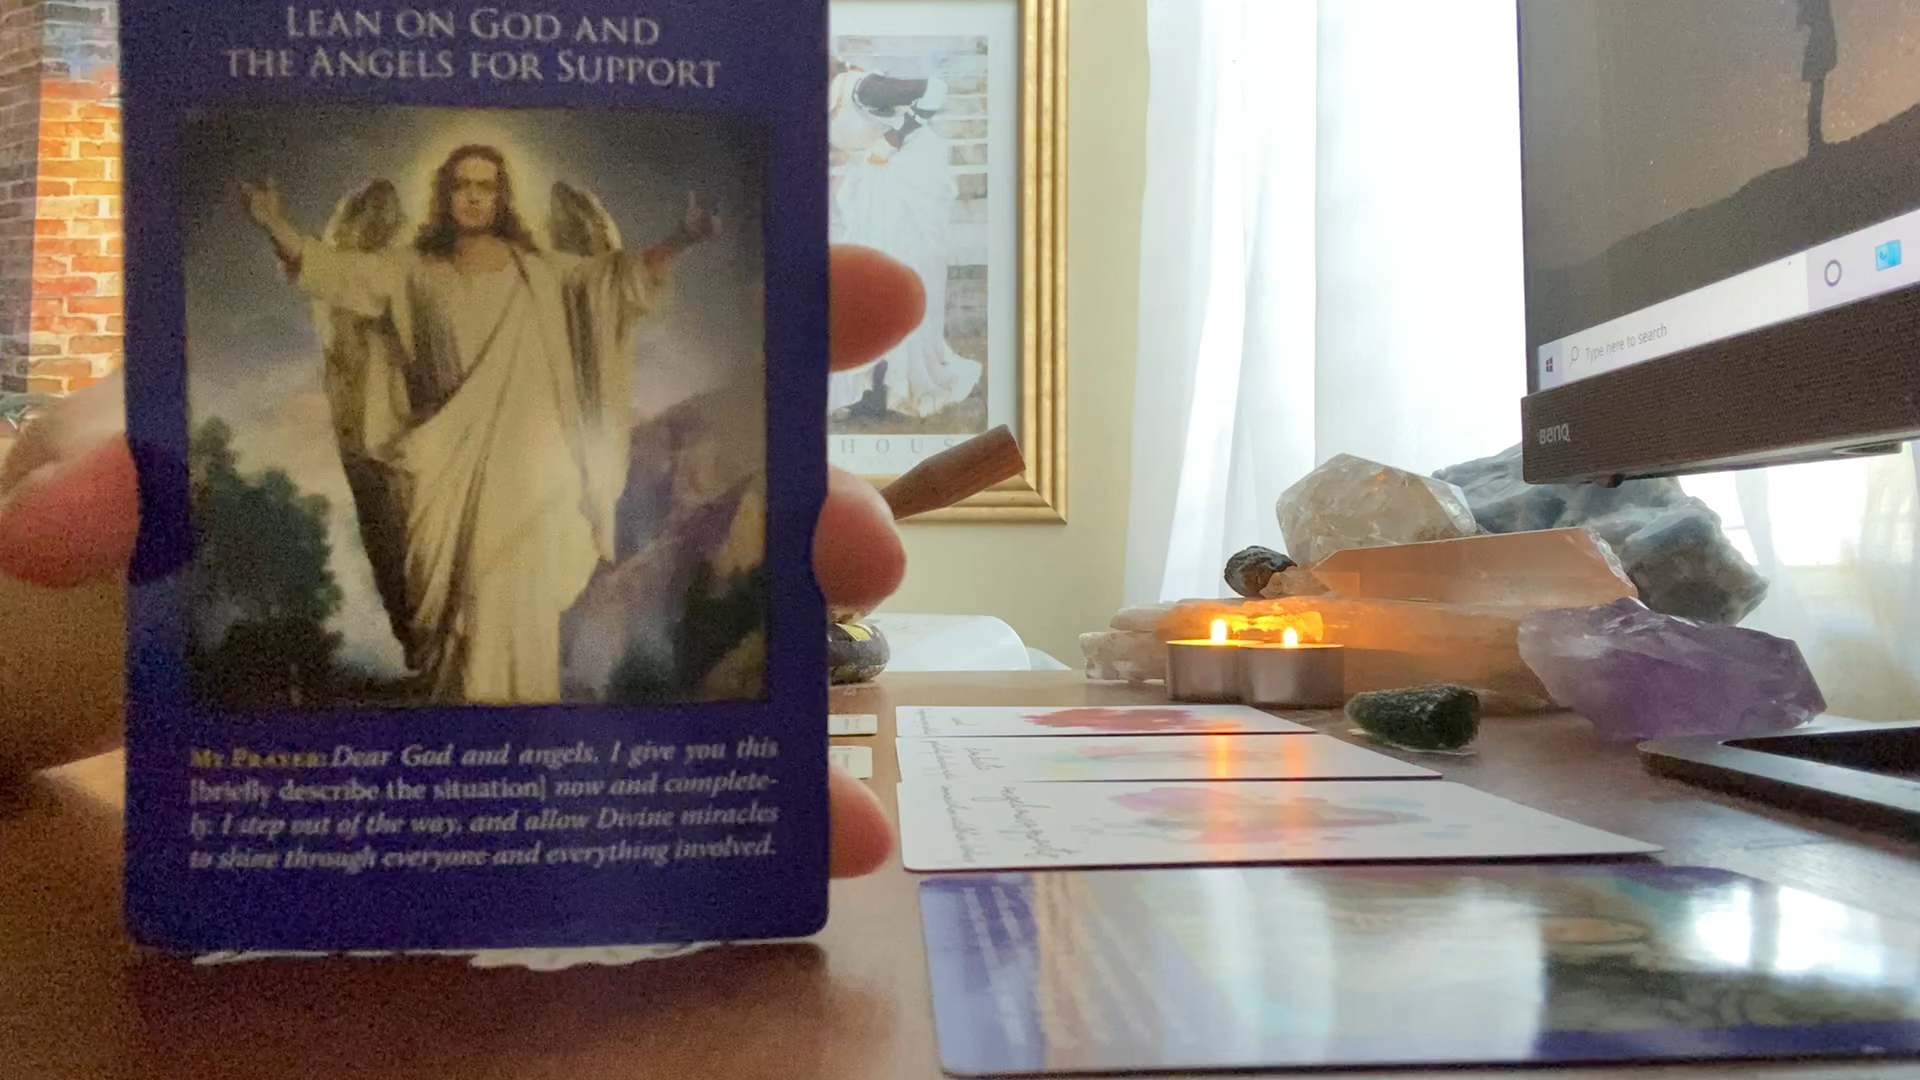 LEAN ON GOD AND
THE ANGELS FOR SUPPORT
MY PRAYER: Dear God and angels, I give you this
[briefly describe the situation] now and complete-
ly. I step out of the way, and allow Divine miracles
to shine through everyone and everything involved.
HOUS
Type here to search
BenQ